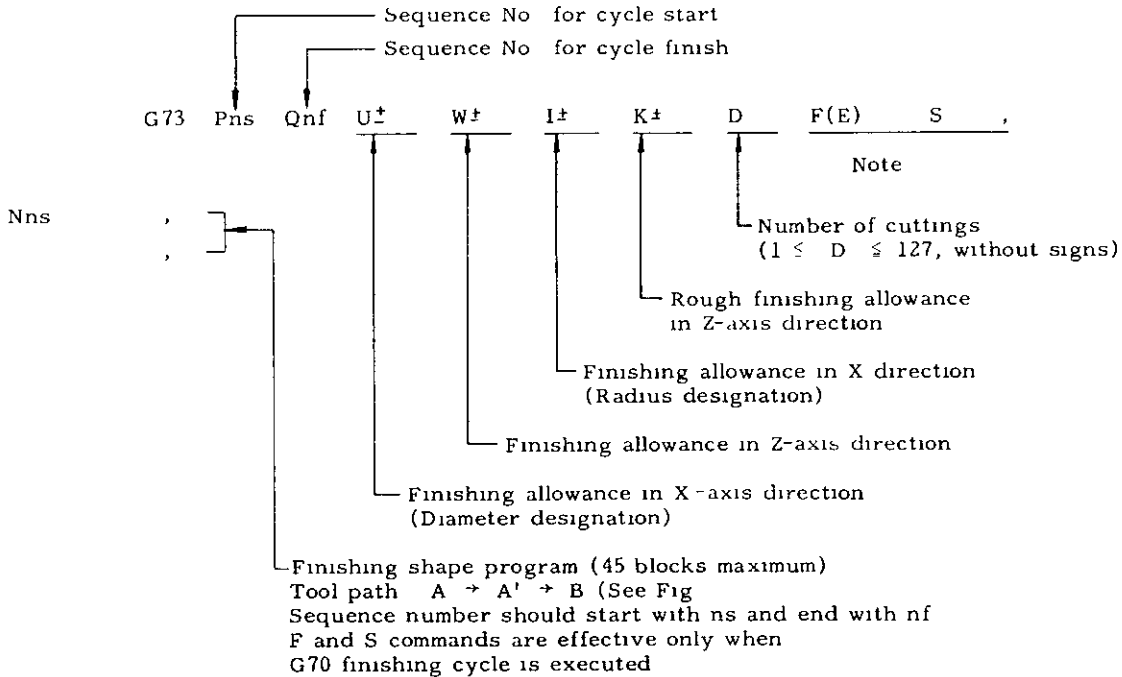 Sequence No for cycle start
Sequence No for cycle finish
G73 Pns Qnf U± W± I± K± D F(E) S ,
Note
Nns ,
,
Number of cuttings
(1 ≤ D ≦ 127, without signs)
Rough finishing allowance
in Z-axis direction
Finishing allowance in X direction
(Radius designation)
Finishing allowance in Z-axis direction
Finishing allowance in X-axis direction
(Diameter designation)
Finishing shape program (45 blocks maximum)
Tool path A → A' → B (See Fig
Sequence number should start with ns and end with nf
F and S commands are effective only when
G70 finishing cycle is executed